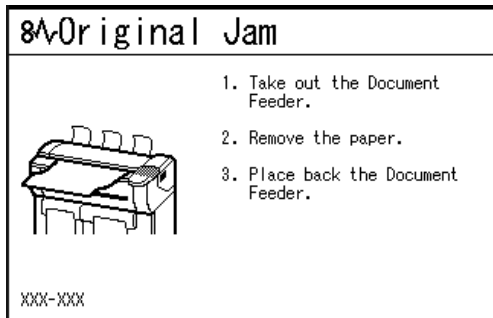 Original Jam
1. Take out the Document
Feeder.
2. Remove the paper.
3. Place back the Document
Feeder.
XXX-XXX